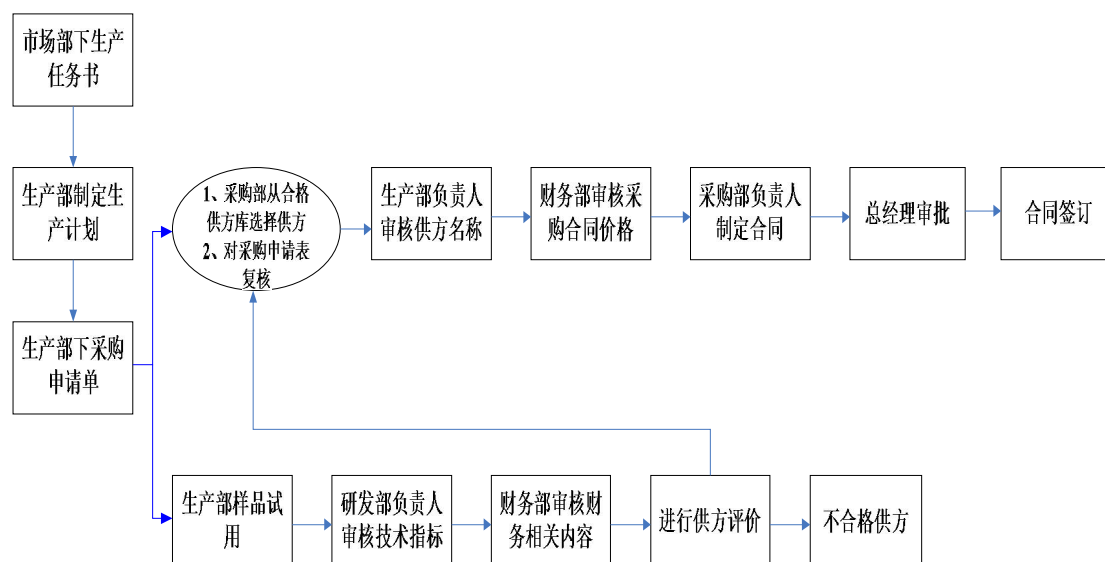 市场部下生产
任务书
生产部制定生
产计划
生产部下采购
申请单
1、采购部从合格
供方库选择供方
2、对采购申请表
复核
生产部负责人
审核供方名称
财务部审核采
购合同价格
采购部负责人
制定合同
总经理审批
合同签订
生产部样品试
用
研发部负责人
审核技术指标
财务部审核财
务相关内容
进行供方评价
不合格供方